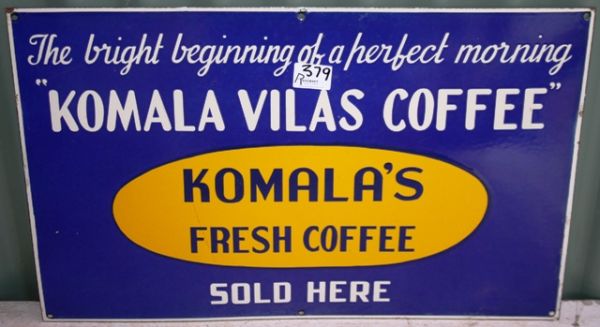 The bright beginning of a perfect morning
379
"KOMALA VILAS COFFEE"
KOMALA'S
FRESH COFFEE
SOLD HERE